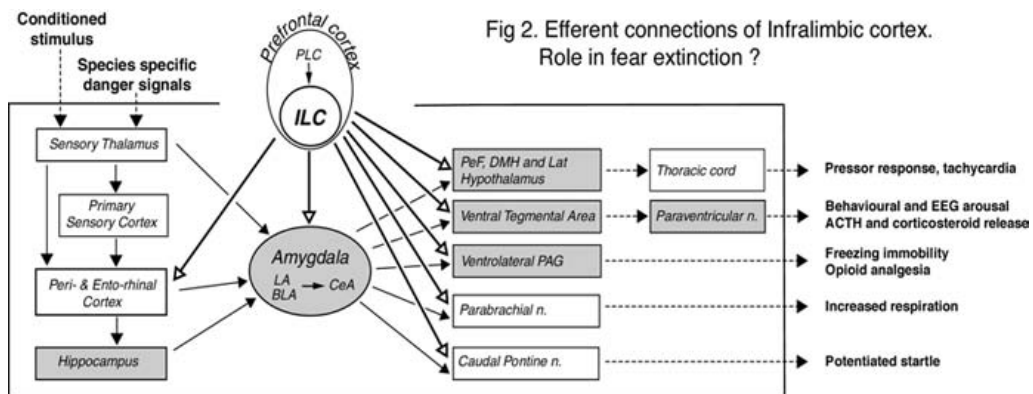 Conditioned
stimulus
Species specific
danger signals
Prefrontal cortex
PLC
ILC
Fig 2. Efferent connections of Infralimbic cortex.
Role in fear extinction ?
Sensory Thalamus
Primary
Sensory Cortex
Peri- & Ento-rhinal
Cortex
Hippocampus
Amygdala
LA
BLA
CeA
PeF, DMH and Lat
Hypothalamus
Thoracic cord
Pressor response, tachycardia
Ventral Tegmental Area
Paraventricular n.
Behavioural and EEG arousal
ACTH and corticosteroid release
Ventrolateral PAG
Freezing immobility
Opioid analgesia
Parabrachial n.
Increased respiration
Caudal Pontine n.
Potentiated startle